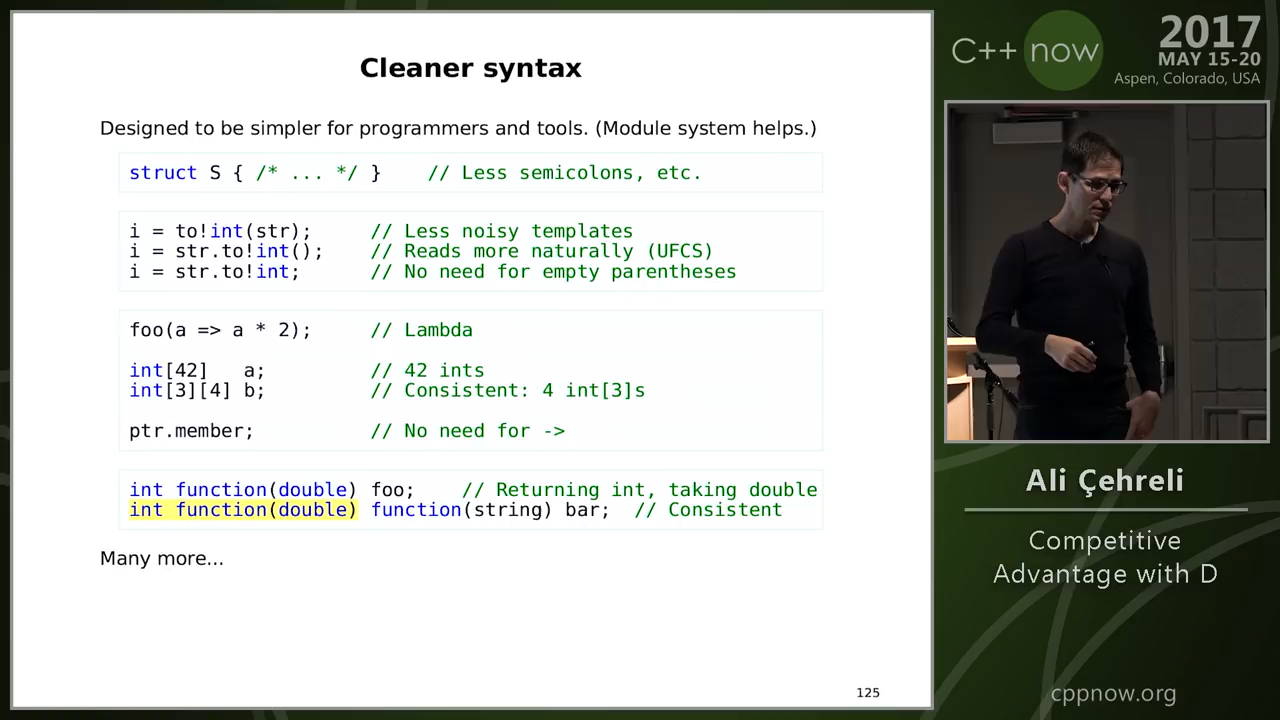 Cleaner syntax
Designed to be simpler for programmers and tools. (Module system helps.)
struct S { /* ... */ }    // Less semicolons, etc.
i = to!int(str);     // Less noisy templates
i = str.to!int();    // Reads more naturally (UFCS)
i = str.to!int;      // No need for empty parentheses
foo(a => a * 2);     // Lambda
int[42]   a;         // 42 ints
int[3][4] b;         // Consistent: 4 int[3]s
ptr.member;          // No need for ->
int function(double) foo;    // Returning int, taking double
int function(double) function(string) bar;  // Consistent
Many more...
125
C++ now
2017
MAY 15-20
Aspen, Colorado, USA
Ali Çehreli
Competitive
Advantage with D
cppnow.org